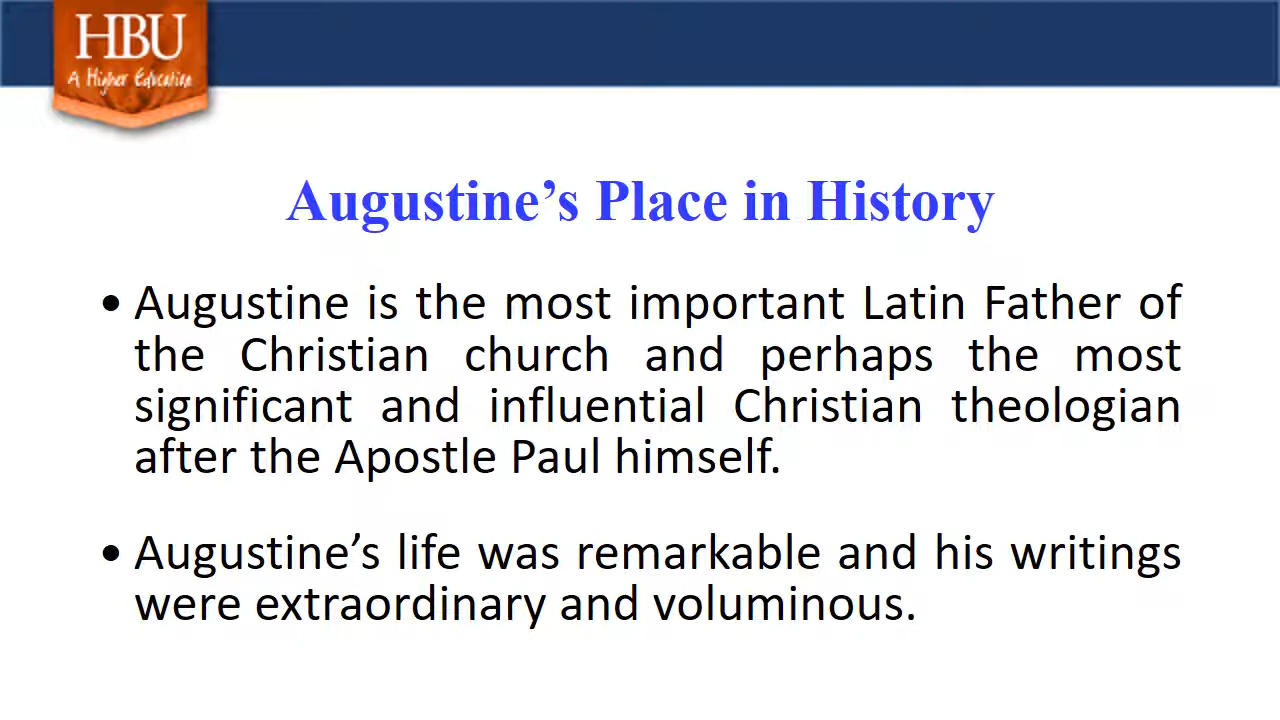 HBU
A Higher Education
Augustine’s Place in History
• Augustine is the most important Latin Father of
the Christian church and perhaps the most
significant and influential Christian theologian
after the Apostle Paul himself.
• Augustine’s life was remarkable and his writings
were extraordinary and voluminous.